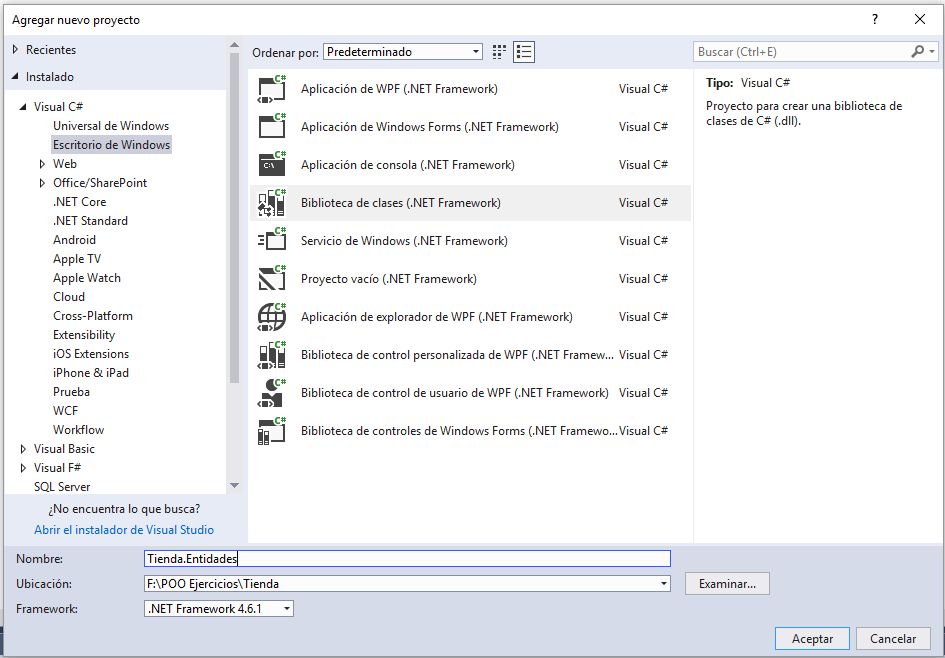 Agregar nuevo proyecto
?
Recientes
Instalado
Visual C#
Universal de Windows
Escritorio de Windows
Web
Office/SharePoint
.NET Core
.NET Standard
Android
Apple TV
Apple Watch
Cloud
Cross-Platform
Extensibility
iOS Extensions
iPhone & iPad
Prueba
WCF
Workflow
Visual Basic
Visual F#
SQL Server
¿No encuentra lo que busca?
Abrir el instalador de Visual Studio
Ordenar por: Predeterminado
C# Aplicación de WPF (.NET Framework) Visual C#
C# Aplicación de Windows Forms (.NET Framework) Visual C#
C# C:\ Aplicación de consola (.NET Framework) Visual C#
C# Biblioteca de clases (.NET Framework) Visual C#
C# Servicio de Windows (.NET Framework) Visual C#
C# Proyecto vacío (.NET Framework) Visual C#
C# Aplicación de explorador de WPF (.NET Framework) Visual C#
C# Biblioteca de control personalizada de WPF (.NET Framew... Visual C#
C# Biblioteca de control de usuario de WPF (.NET Framework) Visual C#
C# Biblioteca de controles de Windows Forms (.NET Framewo... Visual C#
Buscar (Ctrl+E)
Tipo: Visual C#
Proyecto para crear una biblioteca de
clases de C# (.dll).
Nombre: Tienda.Entidades
Ubicación: F:\POO Ejercicios\Tienda Examinar...
Framework: .NET Framework 4.6.1
Aceptar Cancelar